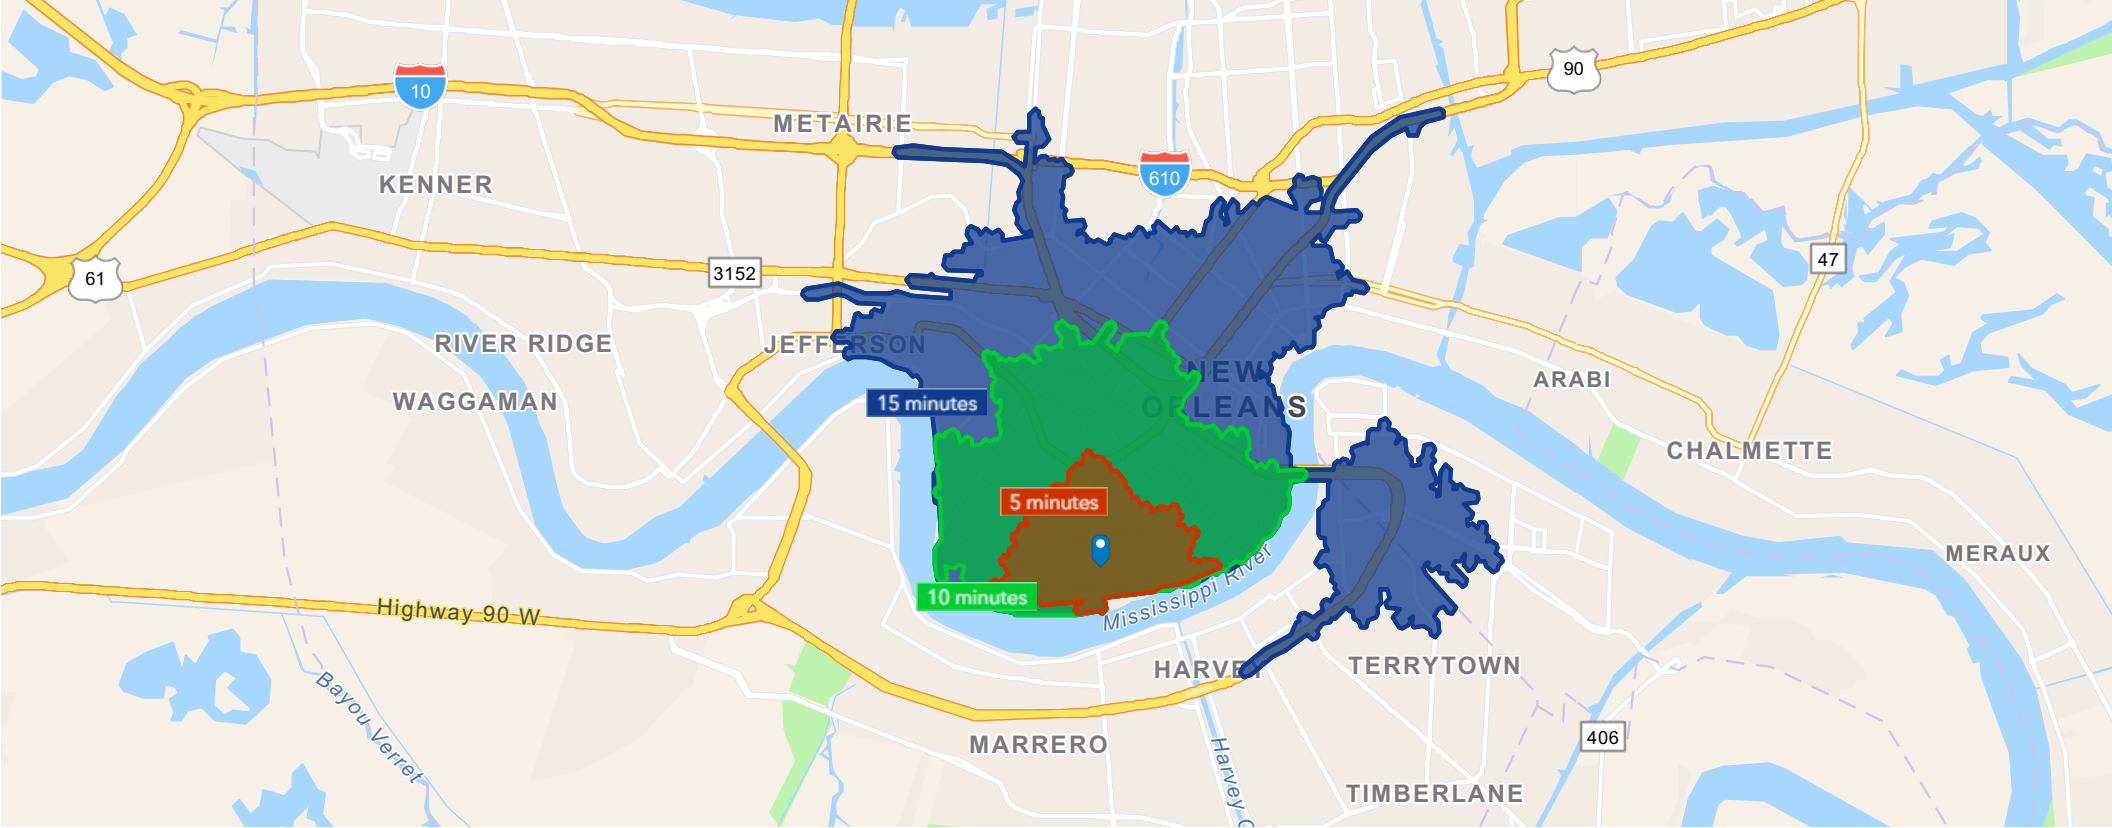 90
10
METAIRIE
610
KENNER
47
61
3152
RIVER RIDGE
JEFFERSON
NEW
ORLEANS
ARABI
WAGGAMAN
15 minutes
CHALMETTE
5 minutes
MERAUX
10 minutes
Mississippi River
Highway 90 W
HARVEY
TERRYTOWN
Bayou Verret
MARRERO
406
Harvey C
TIMBERLANE